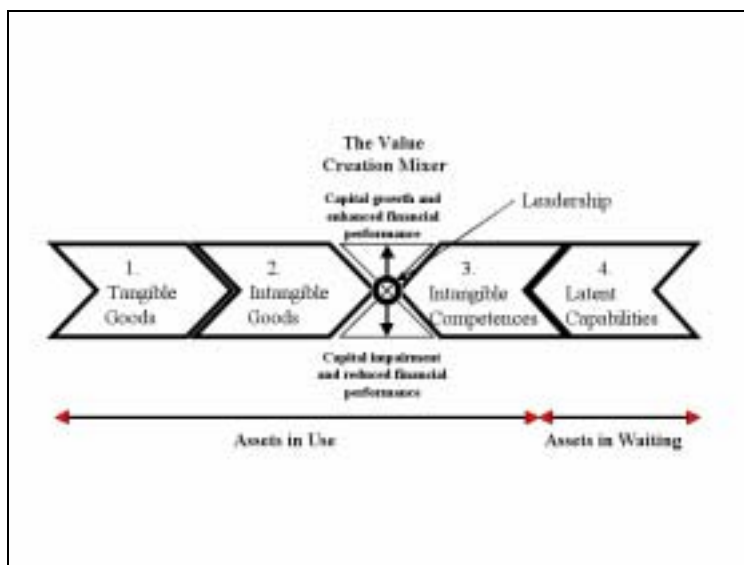 The Value
Creation Mixer
Capital growth and
enhanced financial
performance
Leadership
1.
Tangible
Goods
2.
Intangible
Goods
3.
Intangible
Competences
4.
Latent
Capabilities
Capital impairment
and reduced financial
performance
Assets in Use
Assets in Waiting